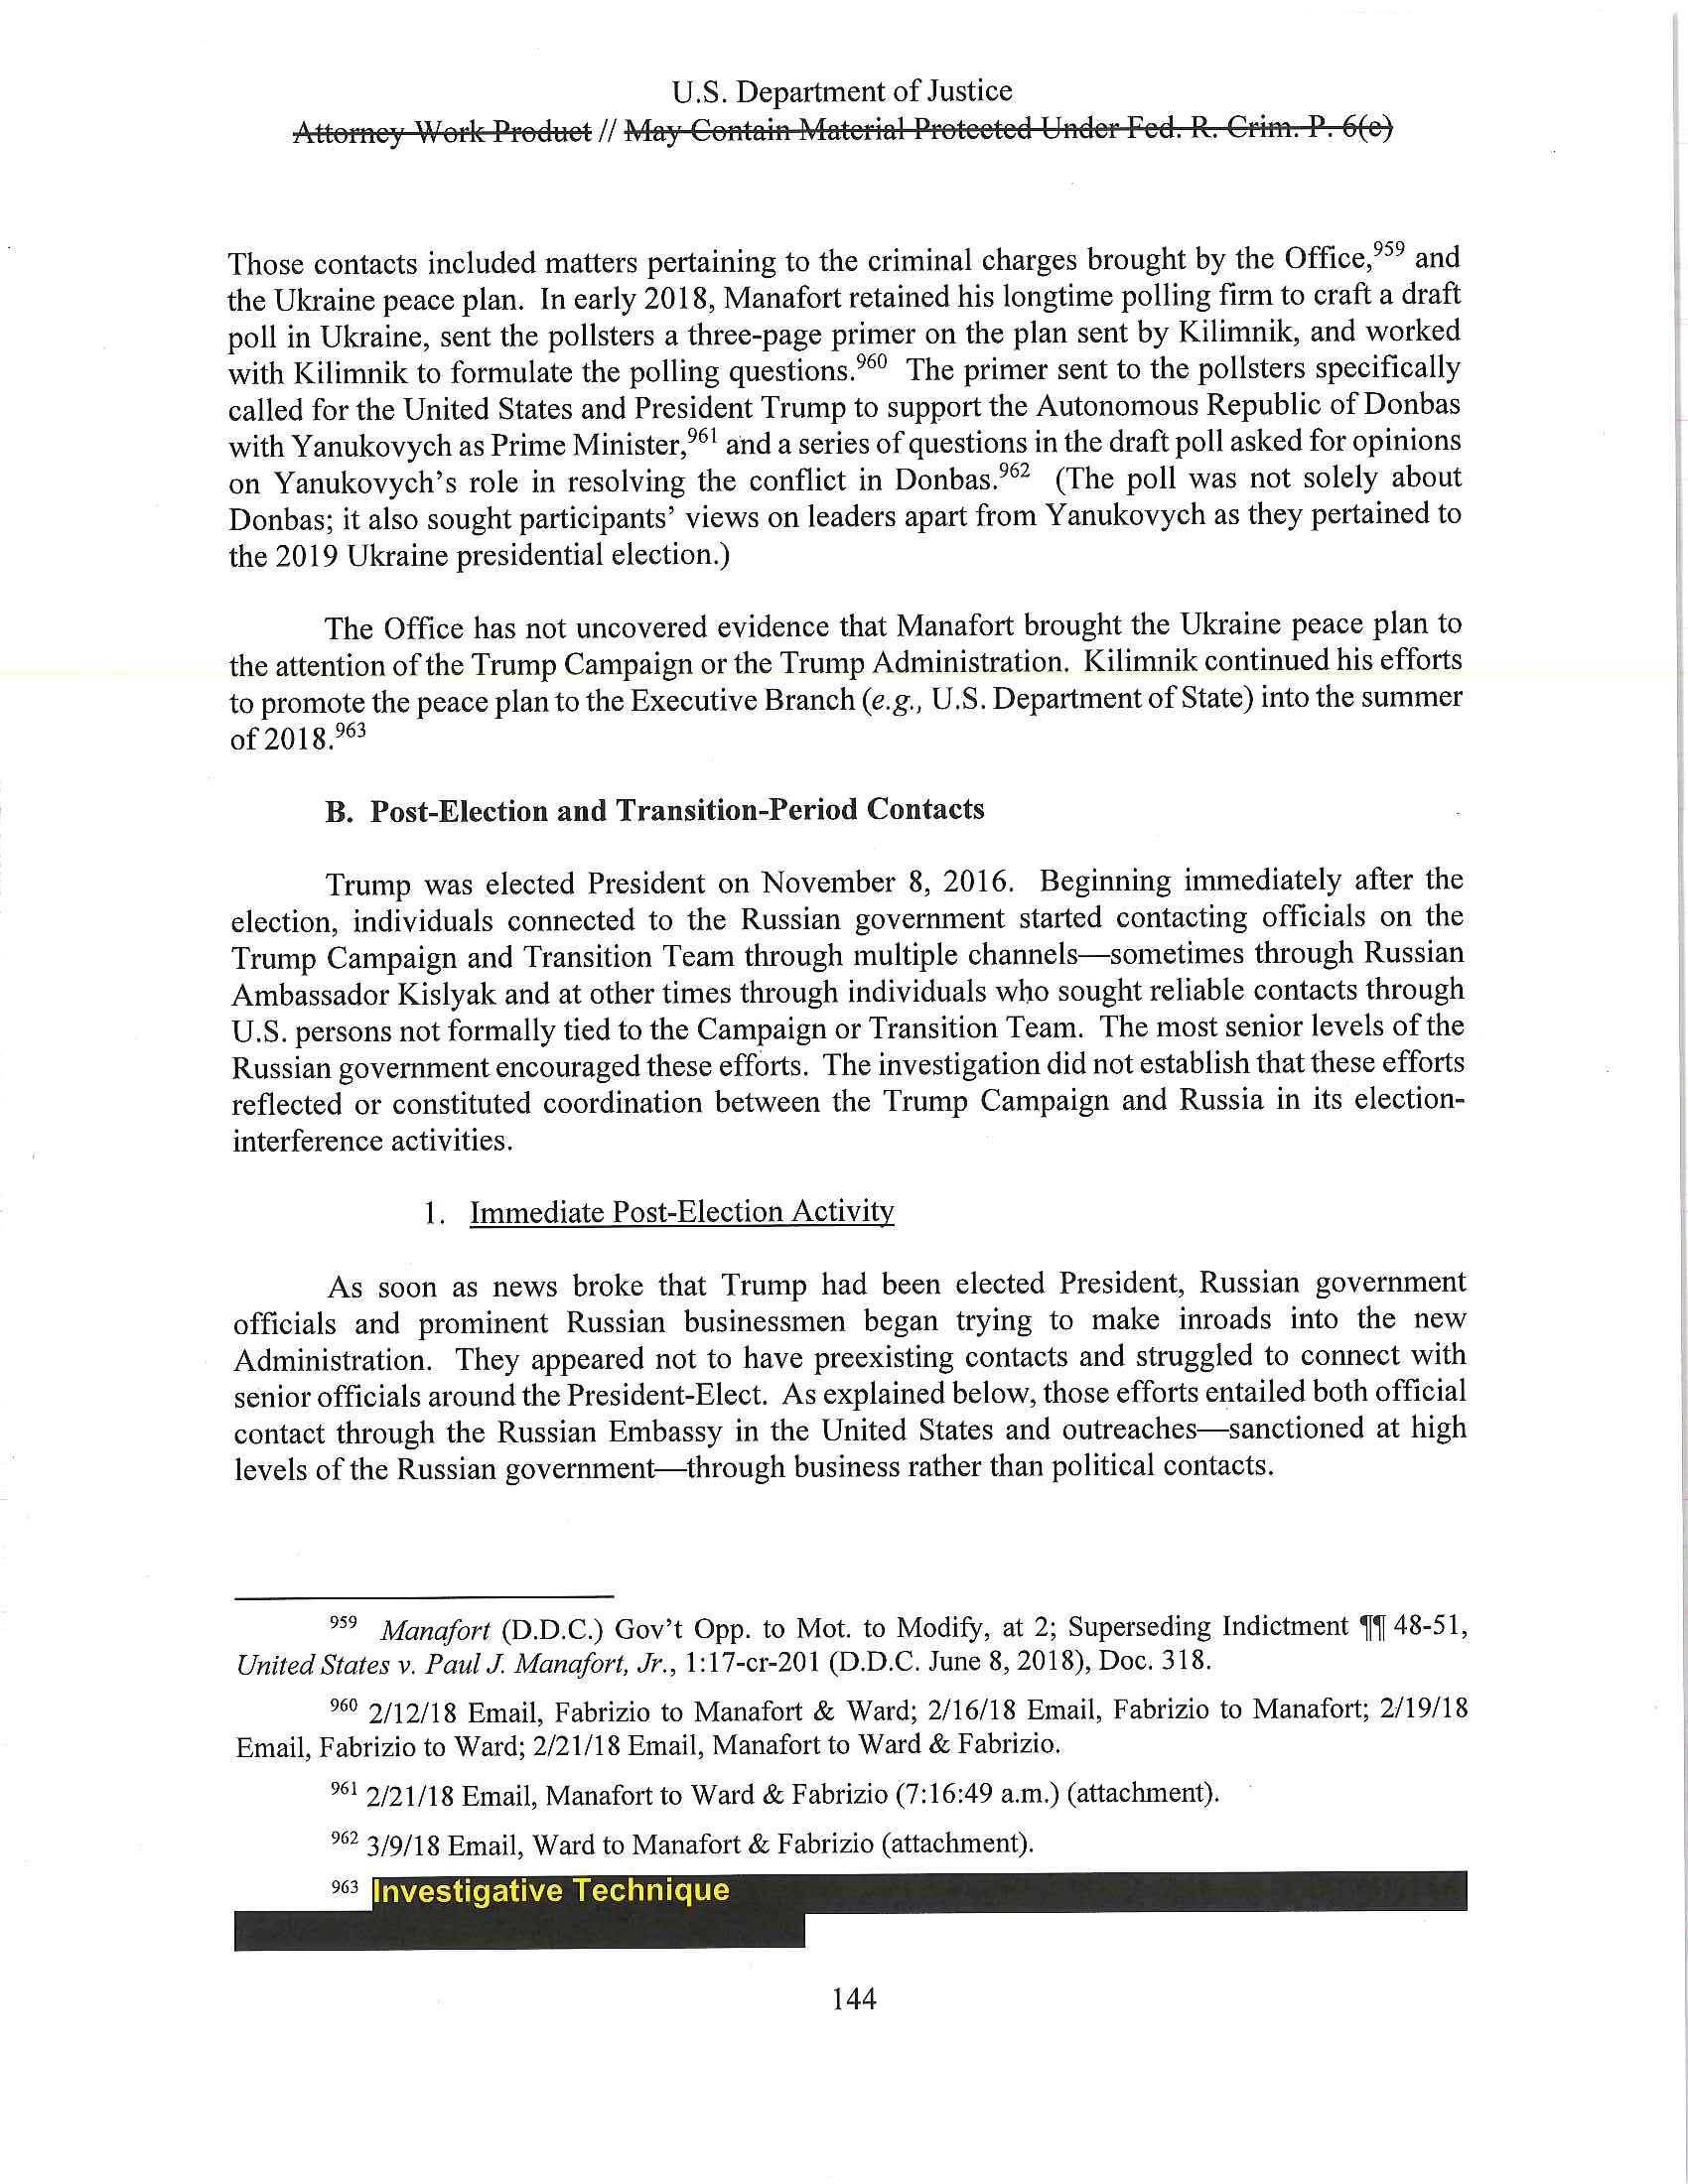 U.S. Department of Justice
Attorney Work Product // May Contain Material Protected Under Fed. R. Crim. P. 6(e)
Those contacts included matters pertaining to the criminal charges brought by the Office,959 and
the Ukraine peace plan. In early 2018, Manafort retained his longtime polling firm to craft a draft
poll in Ukraine, sent the pollsters a three-page primer on the plan sent by Kilimnik, and worked
with Kilimnik to formulate the polling questions.960 The primer sent to the pollsters specifically
called for the United States and President Trump to support the Autonomous Republic of Donbas
with Yanukovych as Prime Minister,961 and a series of questions in the draft poll asked for opinions
on Yanukovych's role in resolving the conflict in Donbas.962 (The poll was not solely about
Donbas; it also sought participants' views on leaders apart from Yanukovych as they pertained to
the 2019 Ukraine presidential election.)
The Office has not uncovered evidence that Manafort brought the Ukraine peace plan to
the attention of the Trump Campaign or the Trump Administration. Kilimnik continued his efforts
to promote the peace plan to the Executive Branch (e.g., U.S. Department of State) into the summer
of 2018.963
B. Post-Election and Transition-Period Contacts
Trump was elected President on November 8, 2016. Beginning immediately after the
election, individuals connected to the Russian government started contacting officials on the
Trump Campaign and Transition Team through multiple channels—sometimes through Russian
Ambassador Kislyak and at other times through individuals who sought reliable contacts through
U.S. persons not formally tied to the Campaign or Transition Team. The most senior levels of the
Russian government encouraged these efforts. The investigation did not establish that these efforts
reflected or constituted coordination between the Trump Campaign and Russia in its election-
interference activities.
1. Immediate Post-Election Activity
As soon as news broke that Trump had been elected President, Russian government
officials and prominent Russian businessmen began trying to make inroads into the new
Administration. They appeared not to have preexisting contacts and struggled to connect with
senior officials around the President-Elect. As explained below, those efforts entailed both official
contact through the Russian Embassy in the United States and outreaches—sanctioned at high
levels of the Russian government—through business rather than political contacts.
959 Manafort (D.D.C.) Gov't Opp. to Mot. to Modify, at 2; Superseding Indictment ¶¶ 48-51,
United States v. Paul J. Manafort, Jr., 1:17-cr-201 (D.D.C. June 8, 2018), Doc. 318.
960 2/12/18 Email, Fabrizio to Manafort & Ward; 2/16/18 Email, Fabrizio to Manafort; 2/19/18
Email, Fabrizio to Ward; 2/21/18 Email, Manafort to Ward & Fabrizio.
961 2/21/18 Email, Manafort to Ward & Fabrizio (7:16:49 a.m.) (attachment).
962 3/9/18 Email, Ward to Manafort & Fabrizio (attachment).
963 Investigative Technique
144